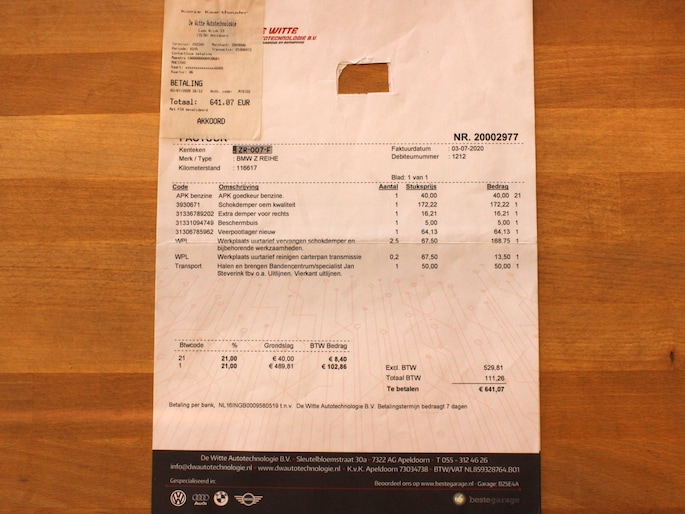 De Witte Autotechnologie
BETALING
Totaal: 641.07 EUR
AKKOORD
WITTE
AUTOTECHNOLOGIE B.V.
FACTUUR
NR. 20002977
Kenteken : ZR-007-F
Factuurdatum : 03-07-2020
Merk / Type : BMW Z REIHE
Debiteurnummer : 1212
Kilometerstand : 116617
Blad: 1 van 1
Code Omschrijving Aantal Stuksprijs Bedrag
APK benzine APK goedkeur benzine. 1 40,00 40,00 21
3930671 Schokdemper oem kwaliteit 1 172,22 172,22 1
31336789202 Extra demper voor rechts 1 16,21 16,21 1
31331094749 Beschermbuis 1 5,00 5,00 1
31306785962 Veerpootlager nieuw 1 64,13 64,13 1
WPL Werkplaats uurtarief vervangen schokdemper en 2,5 67,50 168,75 1
bijbehorende werkzaamheden.
WPL Werkplaats uurtarief reinigen carterpan transmissie 0,2 67,50 13,50 1
Transport Halen en brengen Bandencentrum/specialist Jan 1 50,00 50,00 1
Steverink tbv o.a. Uitlijnen. Vierkant uitlijnen.
Btwcode % Grondslag BTW Bedrag
21 21,00 € 40,00 € 8,40
1 21,00 € 489,81 € 102,86
Excl. BTW 529,81
Totaal BTW 111,26
Te betalen € 641,07
Betaling per bank, NL16INGB0009580519 t.n.v. De Witte Autotechnologie B.V. Betalingstermijn bedraagt 7 dagen
De Witte Autotechnologie B.V. · Sleutelbloemstraat 30a · 7322 AG Apeldoorn · T 055 - 312 46 26
info@dwautotechnologie.nl · www.dwautotechnologie.nl · K.v.K. Apeldoorn 73034738 · BTW/VAT NL859328764.B01
Gespecialiseerd in:
Beoordeel ons op www.bestegarage.nl · Garage: B25E4A
Audi
bestegarage